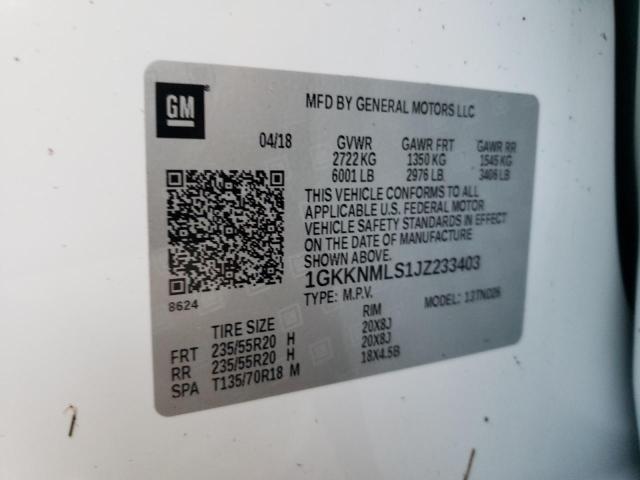 GM
MFD BY GENERAL MOTORS LLC
04/18 GVWR GAWR FRT GAWR RR
2722 KG 1350 KG 1545 KG
6001 LB 2976 LB 3406 LB
THIS VEHICLE CONFORMS TO ALL
APPLICABLE U.S. FEDERAL MOTOR
VEHICLE SAFETY STANDARDS IN EFFECT
ON THE DATE OF MANUFACTURE
SHOWN ABOVE.
1GKKNMLS1JZ233403
8624
TYPE: M.P.V. MODEL:
TIRE SIZE RIM
FRT 235/55R20 H 20X8J
RR 235/55R20 H 20X8J
SPA T135/70R18 M 18X4.5B